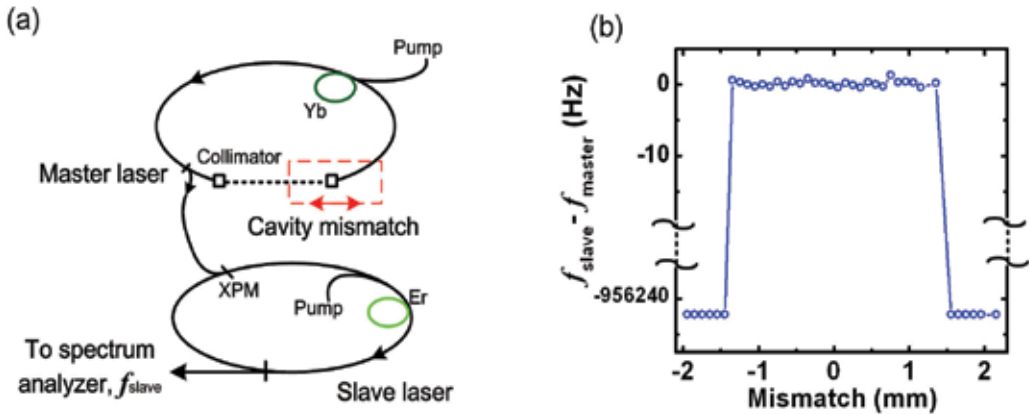 (a)
Pump
Yb
Master laser
Collimator
Cavity mismatch
XPM
Pump
Er
To spectrum
analyzer, fslave
Slave laser
(b)
fslave - fmaster (Hz)
0
-10
-956240
-2
-1
0
1
2
Mismatch (mm)